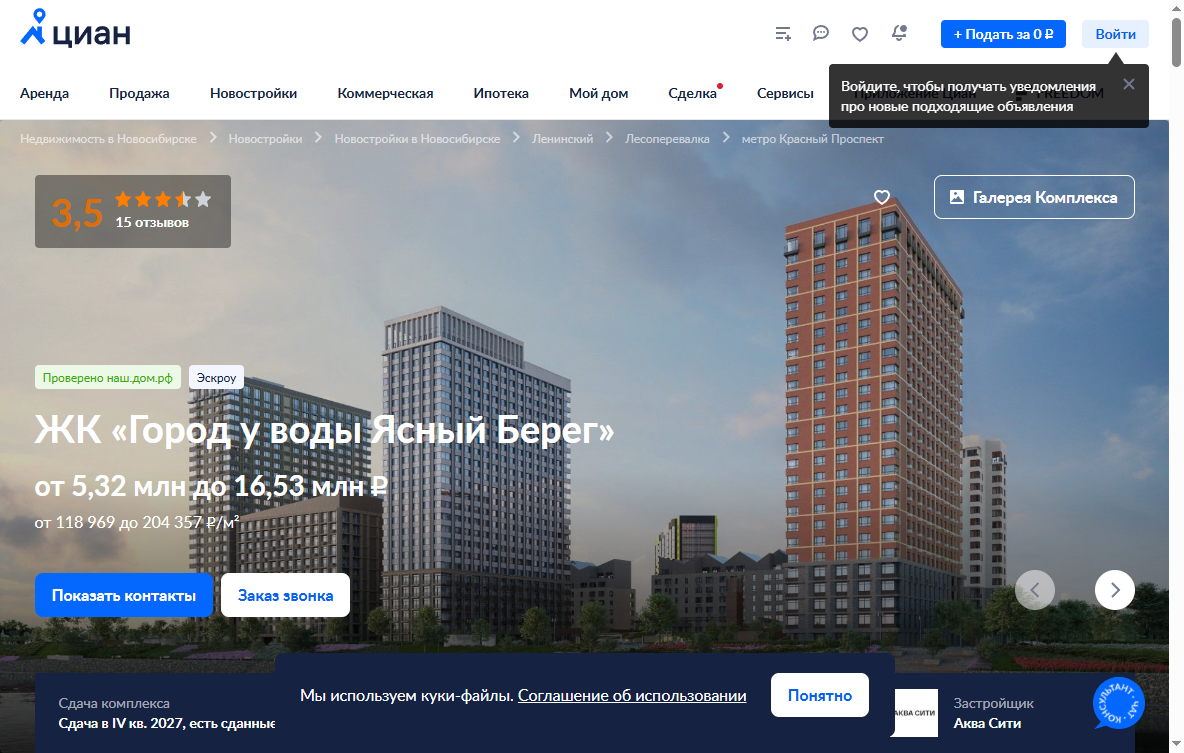 циан
+ Подать за 0 ₽
Войти
Аренда
Продажа
Новостройки
Коммерческая
Ипотека
Мой дом
Сделка
Сервисы
Войдите, чтобы получать уведомления
про новые подходящие объявления
Недвижимость в Новосибирске
Новостройки
Новостройки в Новосибирске
Ленинский
Лесоперевалка
метро Красный Проспект
3,5
15 отзывов
Галерея Комплекса
Проверено наш.дом.рф
Эскроу
ЖК «Город у воды Ясный Берег»
от 5,32 млн до 16,53 млн ₽
от 118 969 до 204 357 ₽/м²
Показать контакты
Заказ звонка
Мы используем куки-файлы. Соглашение об использовании
Понятно
Сдача комплекса
Сдача в IV кв. 2027, есть сданные
АКВА СИТИ
Застройщик
Аква Сити
КОНСУЛЬТАНТ · ЧАТ ·